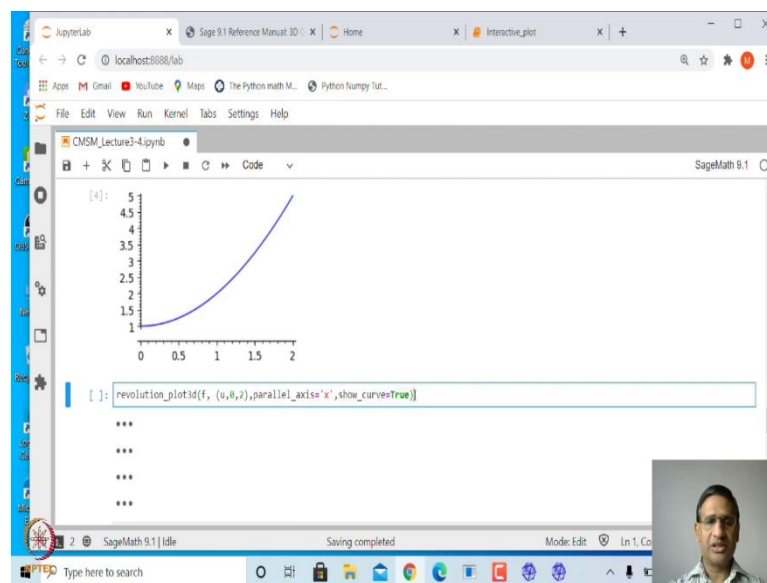 JupyterLab Sage 9.1 Reference Manual: 3D Home Interactive_plot
localhost:8888/lab
Apps Gmail YouTube Maps The Python math M... Python Numpy Tut...
File Edit View Run Kernel Tabs Settings Help
CMSM_Lecture3-4.ipynb
Code SageMath 9.1
[4]:
5
4.5
4
3.5
3
2.5
2
1.5
1
0 0.5 1 1.5 2
[ ]: revolution_plot3d(f, (u,0,2),parallel_axis='x',show_curve=True)
2 SageMath 9.1 | Idle Saving completed Mode: Edit Ln 1, Co
NPTEL
Type here to search